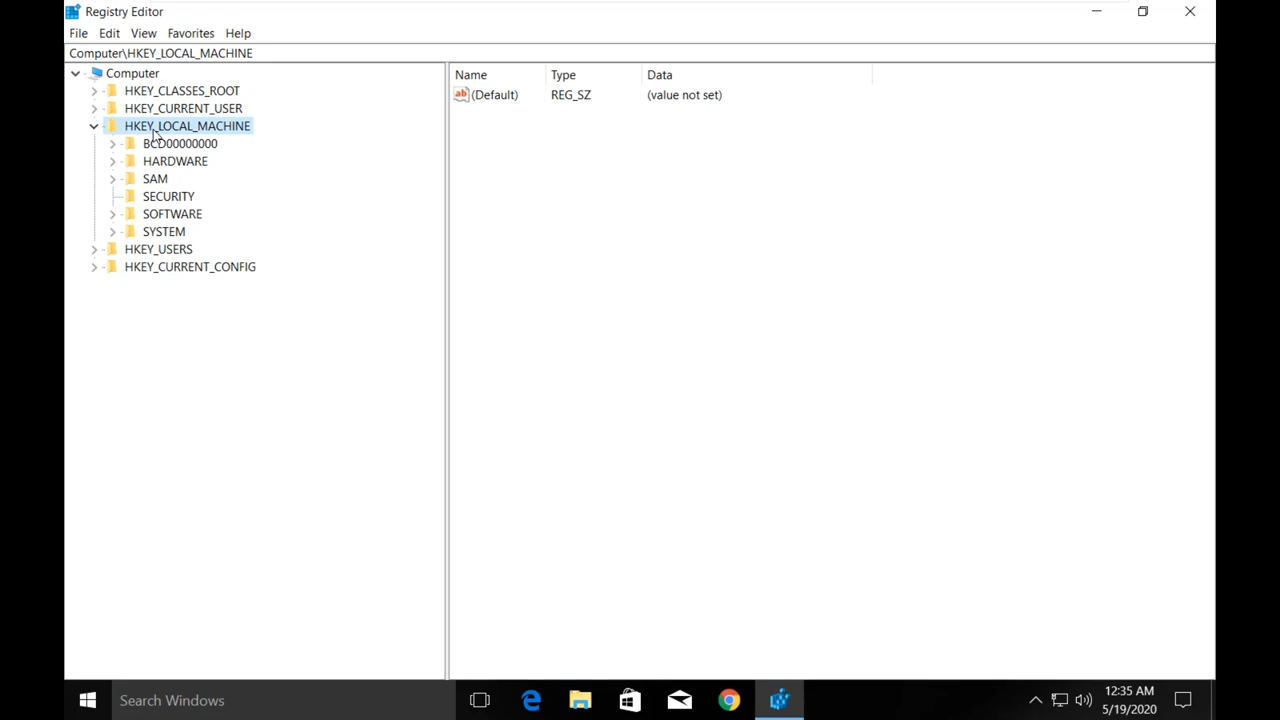 Registry Editor
File Edit View Favorites Help
Computer\HKEY_LOCAL_MACHINE
Computer
HKEY_CLASSES_ROOT
HKEY_CURRENT_USER
HKEY_LOCAL_MACHINE
BCD00000000
HARDWARE
SAM
SECURITY
SOFTWARE
SYSTEM
HKEY_USERS
HKEY_CURRENT_CONFIG
Name Type Data
ab (Default) REG_SZ (value not set)
Search Windows
12:35 AM
5/19/2020